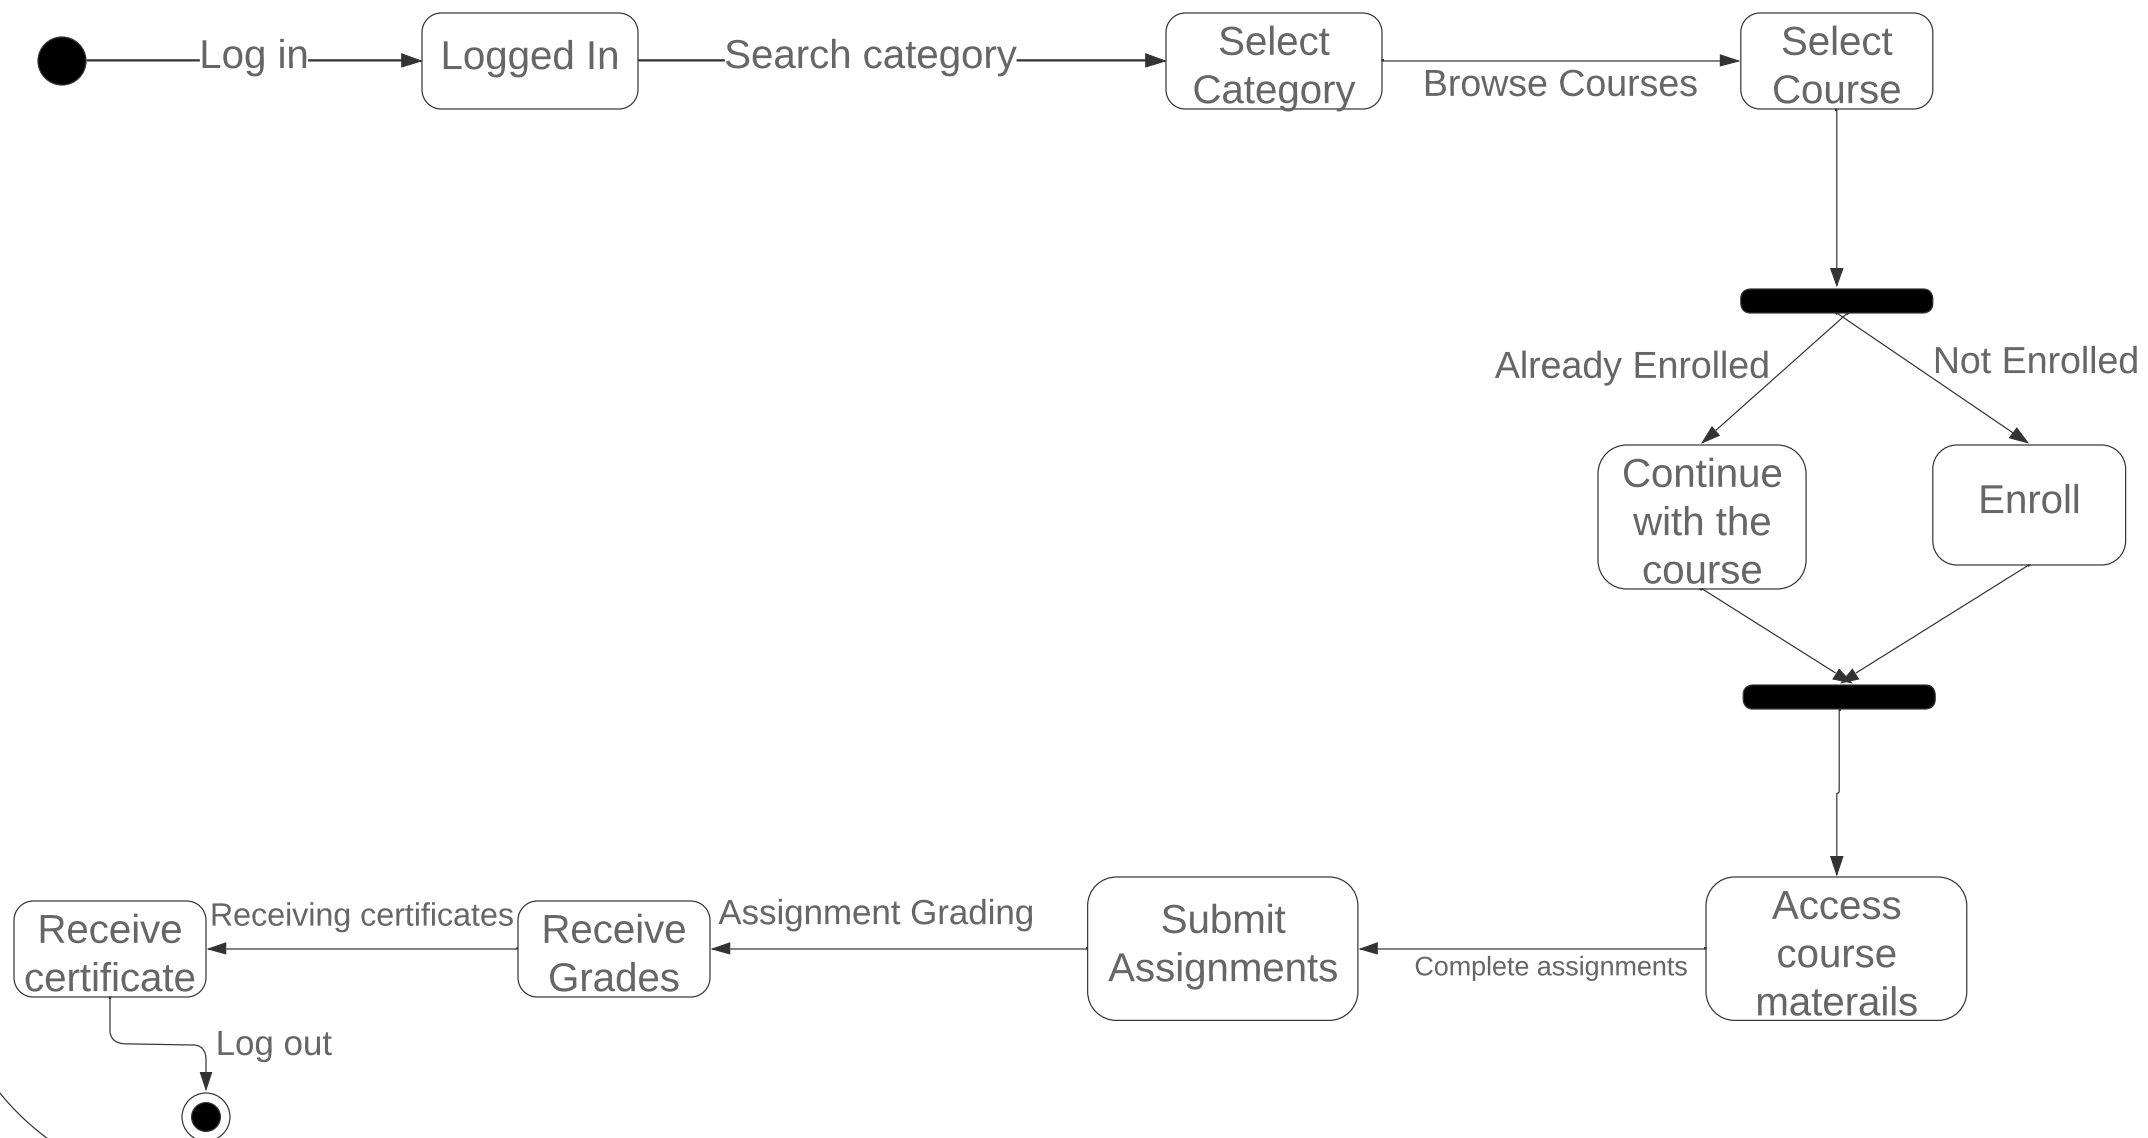 Log in
Logged In
Search category
Select
Category
Browse Courses
Select
Course
Already Enrolled
Not Enrolled
Continue
with the
course
Enroll
Access
course
materails
Complete assignments
Submit
Assignments
Assignment Grading
Receive
Grades
Receiving certificates
Receive
certificate
Log out